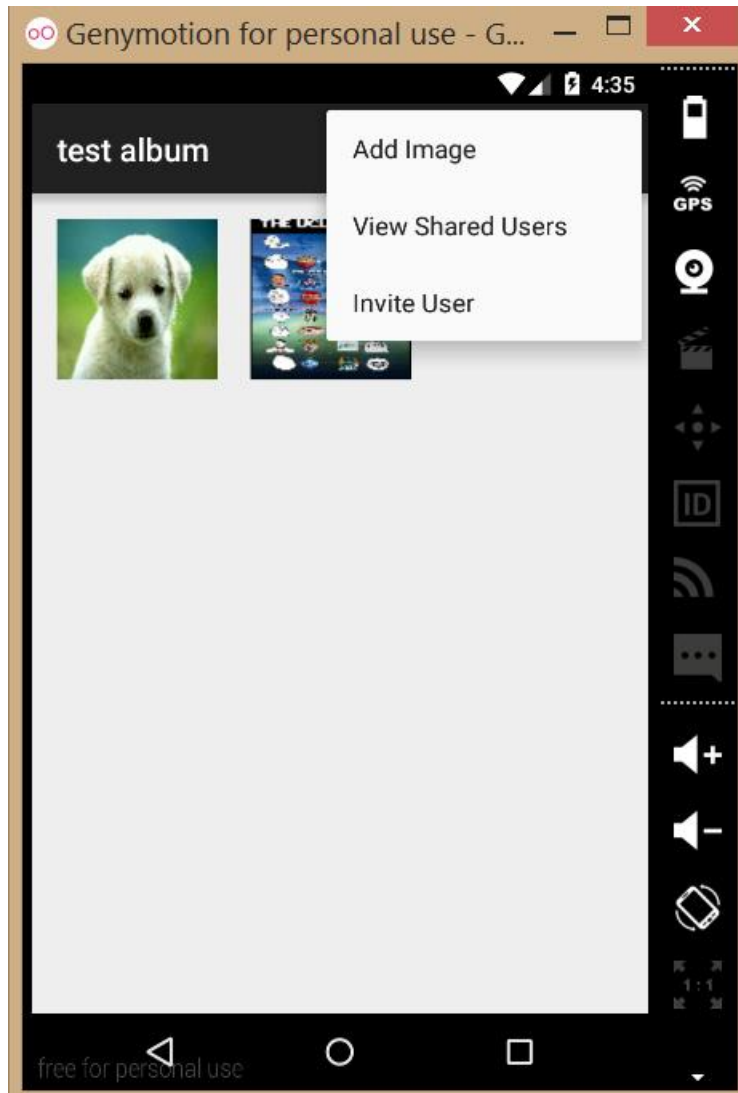 Genymotion for personal use - G...
4:35
test album
Add Image
View Shared Users
Invite User
GPS
ID
1:1
free for personal use